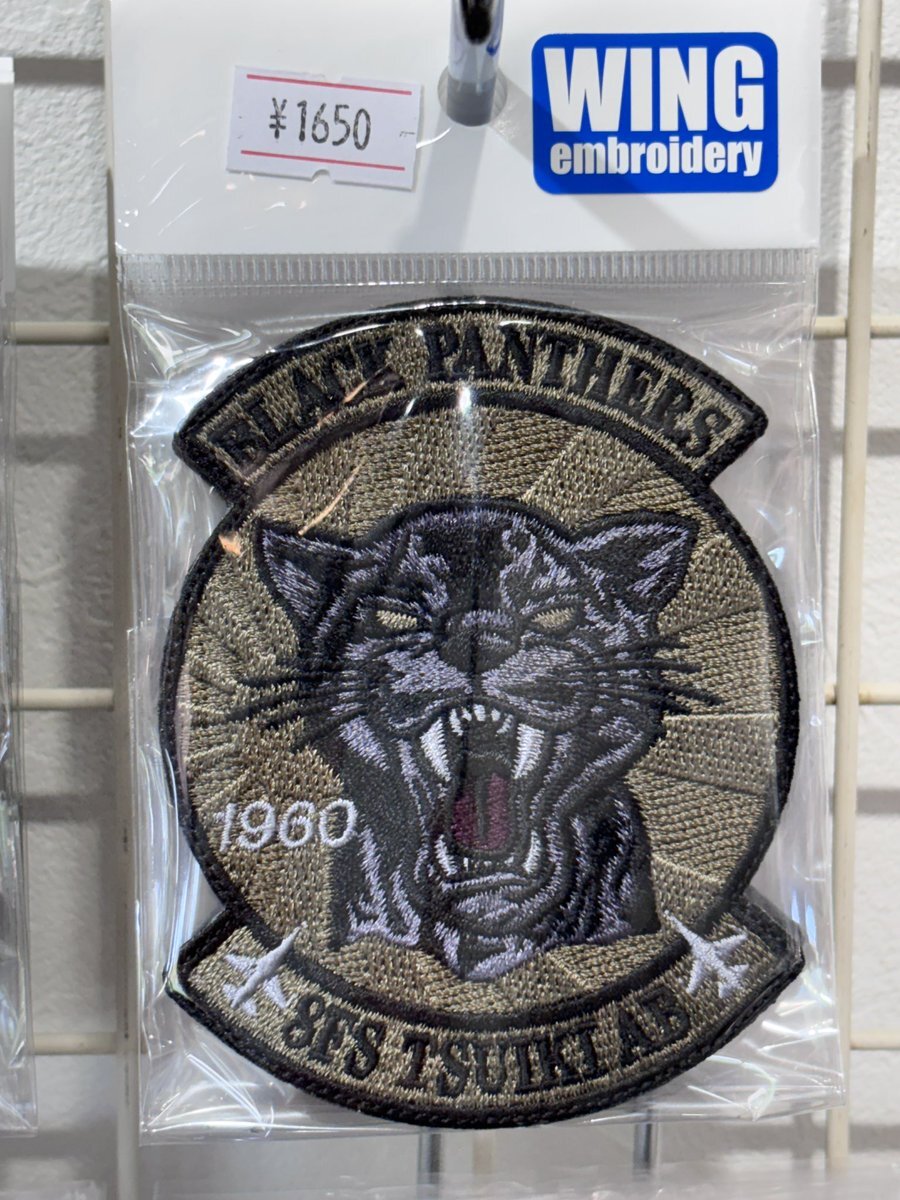 ¥1650
WING
embroidery
BLACK PANTHERS
1960
8FS TSUIKI AB